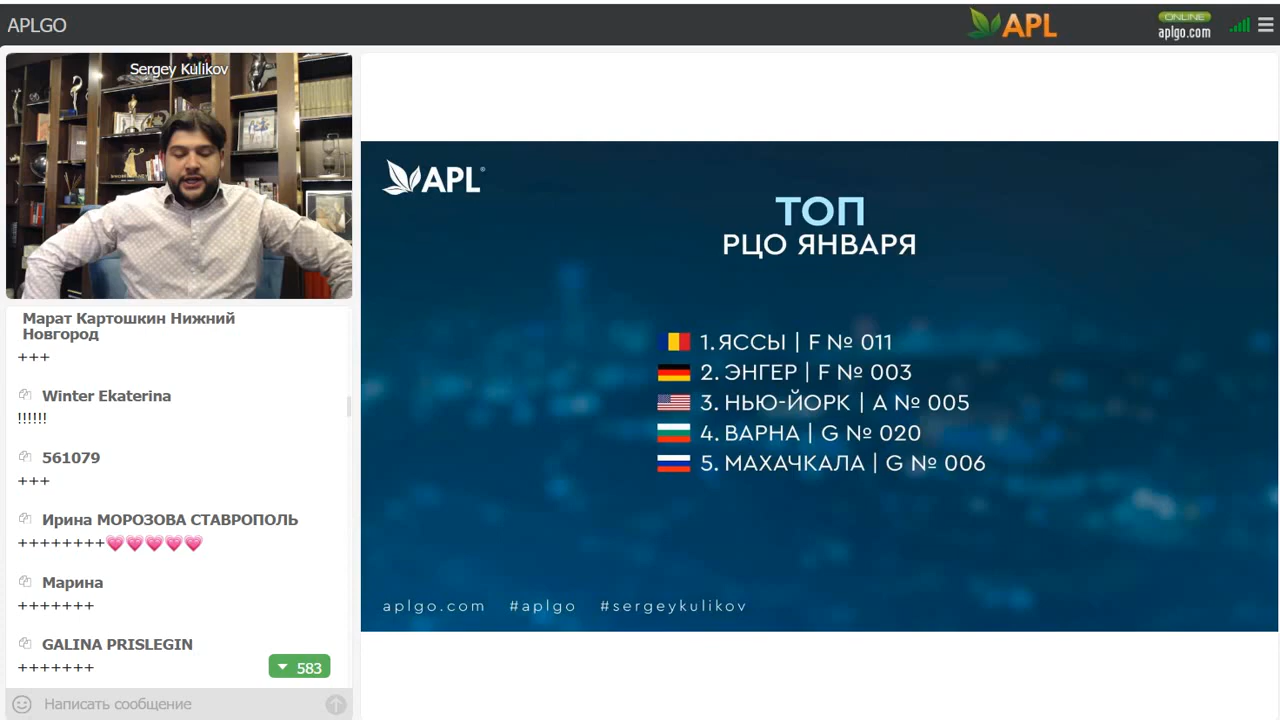 APLGO
APL
ONLINE
aplgo.com
Sergey Kulikov
Марат Картошкин Нижний
Новгород
+++
Winter Ekaterina
!!!!!!
561079
+++
Ирина МОРОЗОВА СТАВРОПОЛЬ
++++++++💗💗💗💗💗
Марина
+++++++
GALINA PRISLEGIN
+++++++
583
Написать сообщение
APL®
ТОП
РЦО ЯНВАРЯ
1. ЯССЫ | F № 011
2. ЭНГЕР | F № 003
3. НЬЮ-ЙОРК | A № 005
4. ВАРНА | G № 020
5. МАХАЧКАЛА | G № 006
aplgo.com #aplgo #sergeykulikov